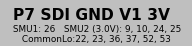 P7 SDI GND V1 3V
SMU1: 26 SMU2 (3.0V): 9, 10, 24, 25
CommonLo:22, 23, 36, 37, 52, 53